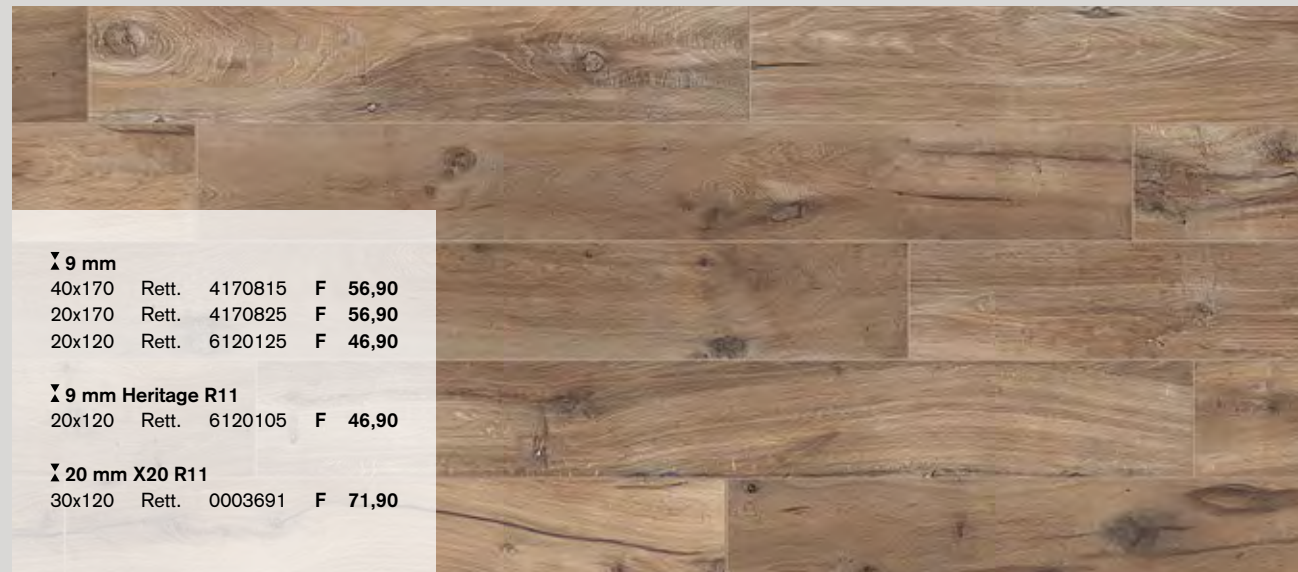 9 mm
40x170 Rett. 4170815 F 56,90
20x170 Rett. 4170825 F 56,90
20x120 Rett. 6120125 F 46,90
9 mm Heritage R11
20x120 Rett. 6120105 F 46,90
20 mm X20 R11
30x120 Rett. 0003691 F 71,90